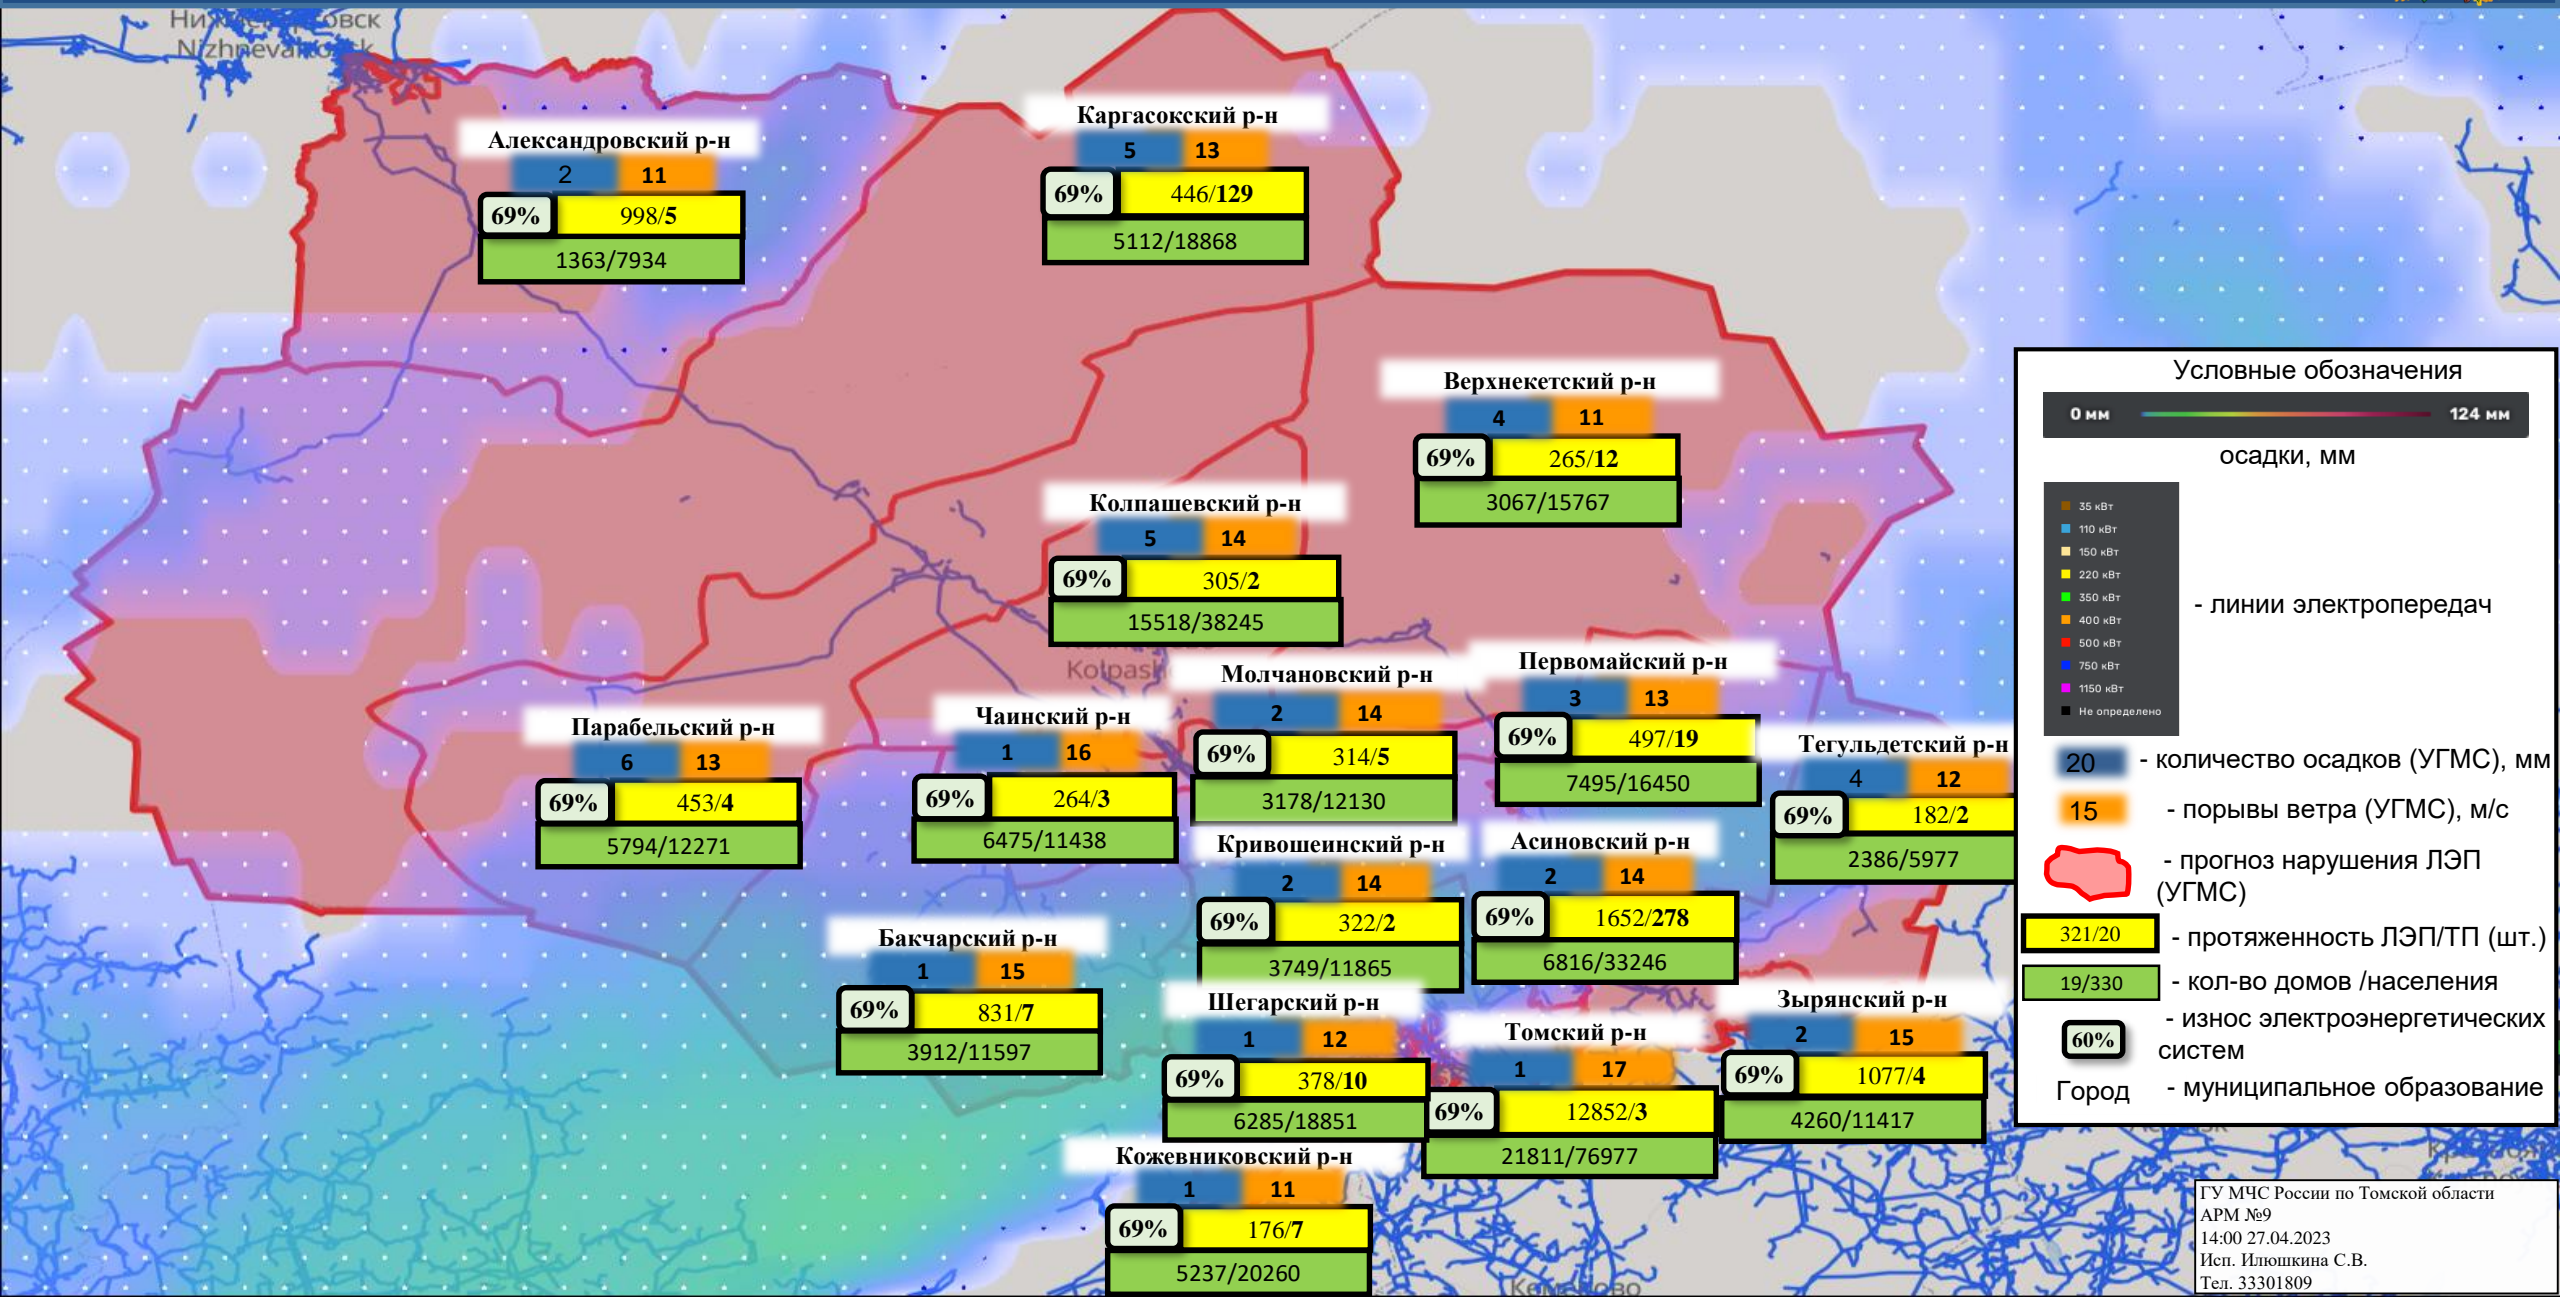 Nizhneva
Александровский р-н
2 11
69% 998/5
1363/7934
Каргасокский р-н
5 13
69% 446/129
5112/18868
Верхнекетский р-н
4 11
69% 265/12
3067/15767
Колпашевский р-н
5 14
69% 305/2
15518/38245
Kolpash
Молчановский р-н
2 14
69% 314/5
3178/12130
Первомайский р-н
3 13
69% 497/19
7495/16450
Тегульдетский р-н
4 12
69% 182/2
2386/5977
Парабельский р-н
6 13
69% 453/4
5794/12271
Чаинский р-н
1 16
69% 264/3
6475/11438
Кривошеинский р-н
2 14
69% 322/2
3749/11865
Асиновский р-н
2 14
69% 1652/278
6816/33246
Бакчарский р-н
1 15
69% 831/7
3912/11597
Шегарский р-н
1 12
69% 378/10
6285/18851
Томский р-н
1 17
69% 12852/3
21811/76977
Зырянский р-н
2 15
69% 1077/4
4260/11417
Кожевниковский р-н
1 11
69% 176/7
5237/20260
Кемерово
Условные обозначения
0 мм 124 мм
осадки, мм
35 кВт
110 кВт
150 кВт
220 кВт
350 кВт
400 кВт
500 кВт
750 кВт
1150 кВт
Не определено
- линии электропередач
20 - количество осадков (УГМС), мм
15 - порывы ветра (УГМС), м/с
- прогноз нарушения ЛЭП
(УГМС)
321/20 - протяженность ЛЭП/ТП (шт.)
19/330 - кол-во домов /населения
60% - износ электроэнергетических
систем
Город - муниципальное образование
ГУ МЧС России по Томской области
АРМ №9
14:00 27.04.2023
Исп. Илюшкина С.В.
Тел. 33301809